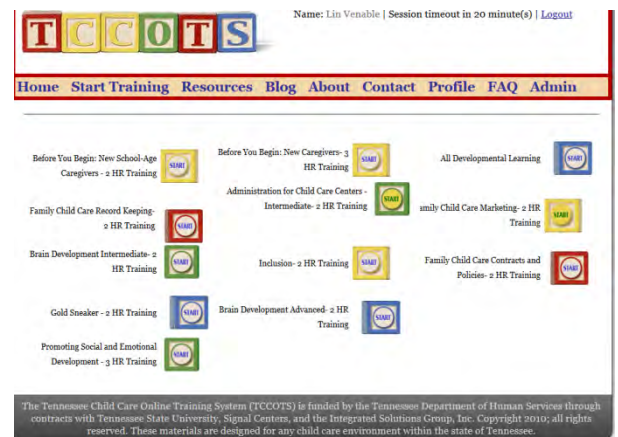 TCCOTS
Name: Lin Venable | Session timeout in 20 minute(s) | Logout
Home Start Training Resources Blog About Contact Profile FAQ Admin
Before You Begin: New School-Age
Caregivers - 2 HR Training
START
Before You Begin: New Caregivers- 3
HR Training
START
All Developmental Learning
START
Family Child Care Record Keeping-
2 HR Training
START
Administration for Child Care Centers -
Intermediate- 2 HR Training
START
amily Child Care Marketing- 2 HR
Training
START
Brain Development Intermediate- 2
HR Training
START
Inclusion- 2 HR Training
START
Family Child Care Contracts and
Policies- 2 HR Training
START
Gold Sneaker - 2 HR Training
START
Brain Development Advanced- 2 HR
Training
START
Promoting Social and Emotional
Development - 3 HR Training
START
The Tennessee Child Care Online Training System (TCCOTS) is funded by the Tennessee Department of Human Services through
contracts with Tennessee State University, Signal Centers, and the Integrated Solutions Group, Inc. Copyright 2010; all rights
reserved. These materials are designed for any child care environment within the state of Tennessee.